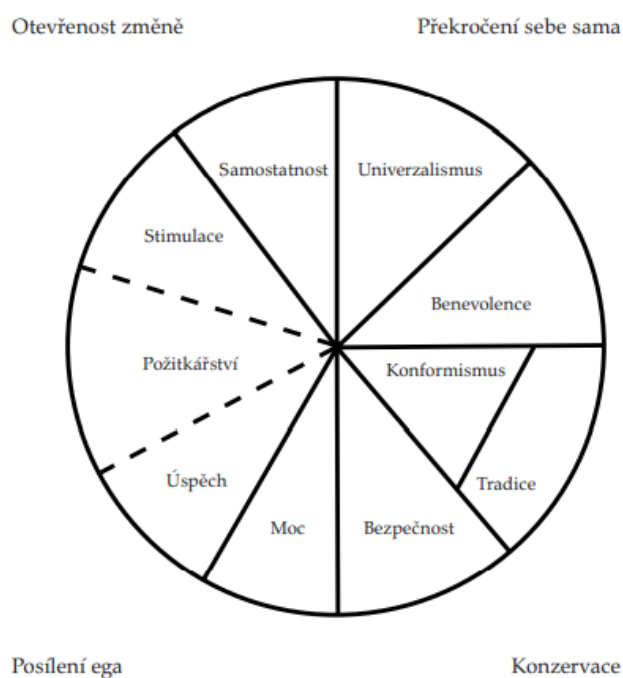 Otevřenost změně
Překročení sebe sama
Samostatnost
Univerzalismus
Stimulace
Benevolence
Požitkářství
Konformismus
Úspěch
Tradice
Moc
Bezpečnost
Posílení ega
Konzervace